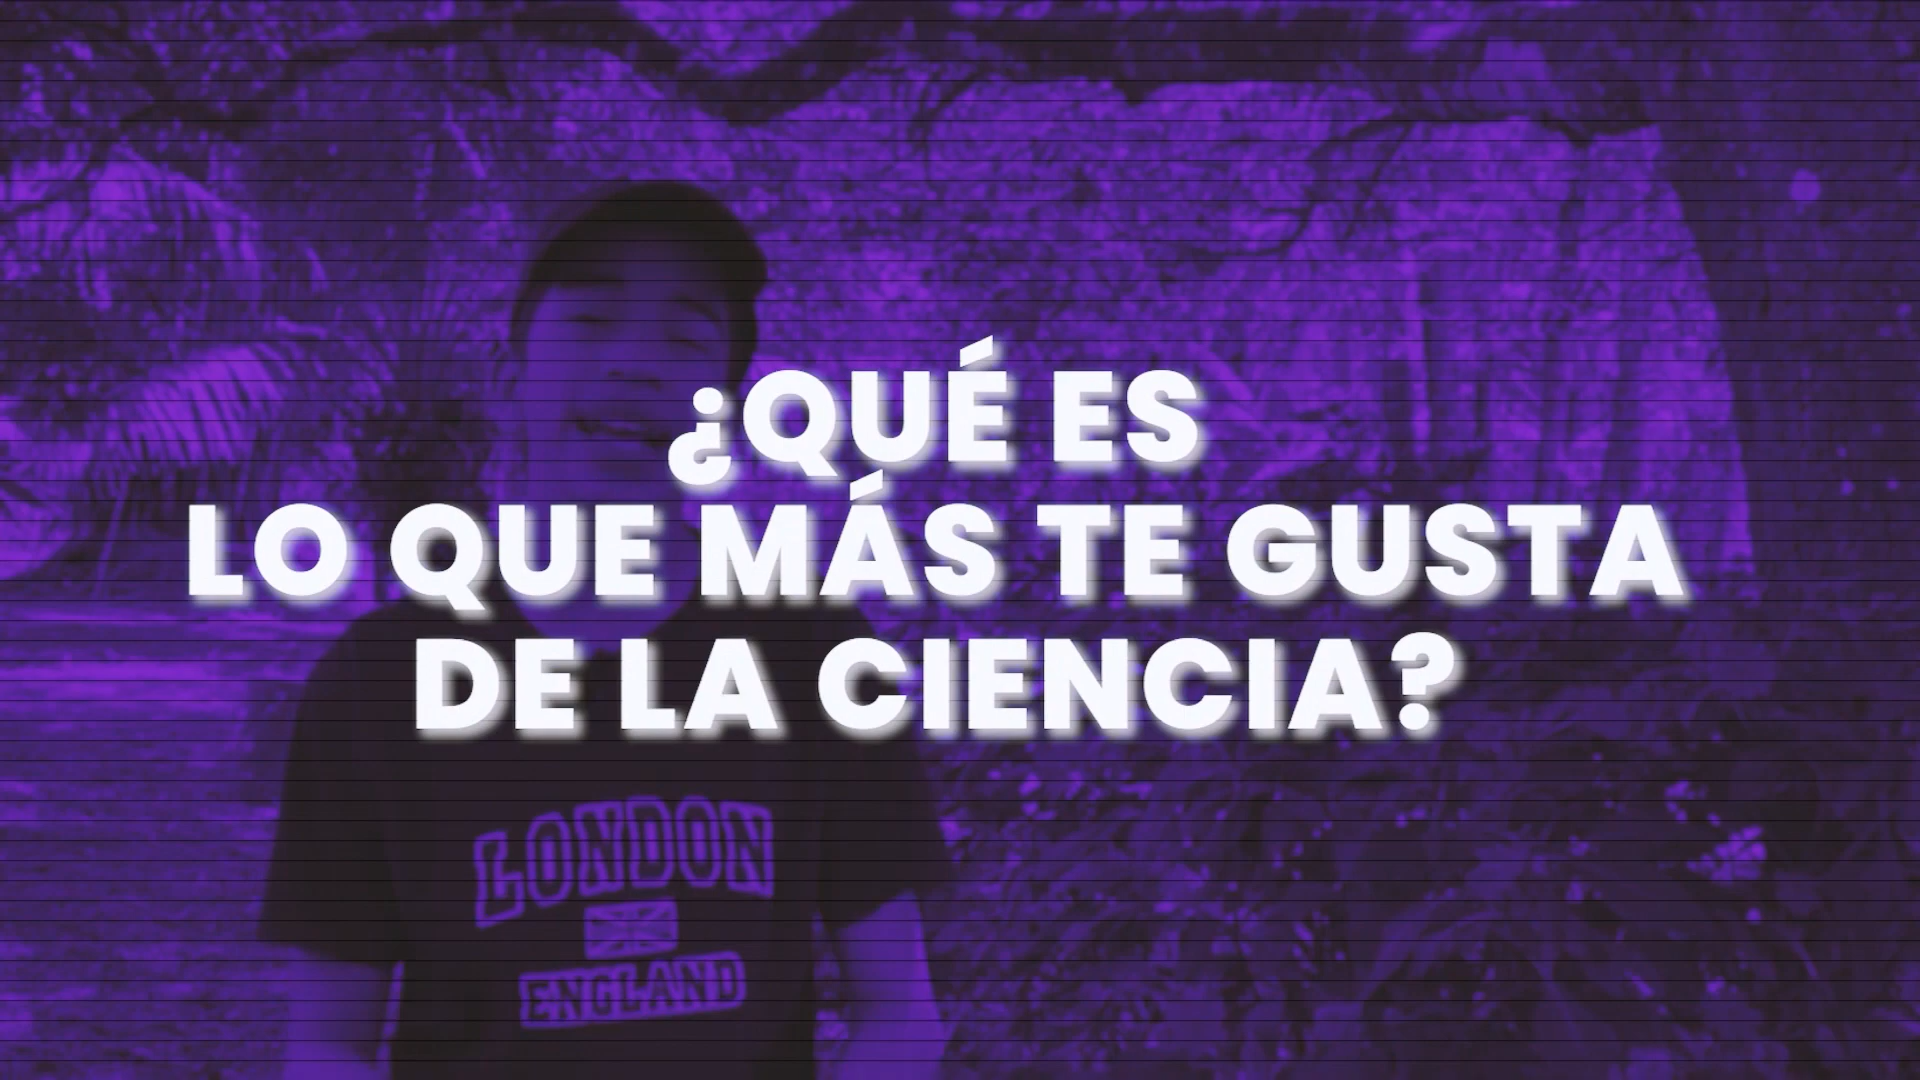 ¿QUÉ ES
LO QUE MÁS TE GUSTA
DE LA CIENCIA?
LONDON
ENGLAND